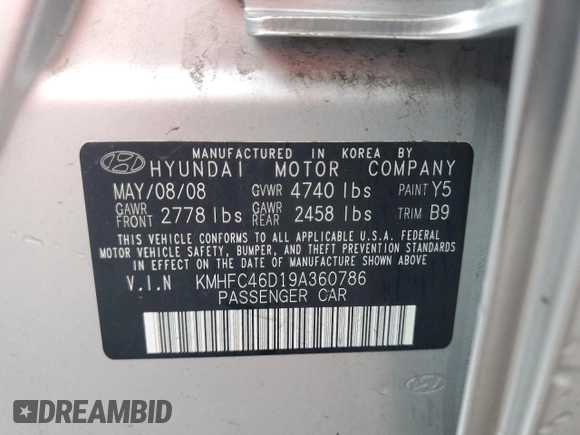 MANUFACTURED IN KOREA BY
HYUNDAI MOTOR COMPANY
MAY/08/08 GVWR 4740 lbs PAINT Y5
GAWR FRONT 2778 lbs GAWR REAR 2458 lbs TRIM B9
THIS VEHICLE CONFORMS TO ALL APPLICABLE U.S.A. FEDERAL
MOTOR VEHICLE SAFETY, BUMPER, AND THEFT PREVENTION STANDARDS
IN EFFECT ON THE DATE OF MANUFACTURE SHOWN ABOVE
V.I.N KMHFC46D19A360786
PASSENGER CAR
DREAMBID